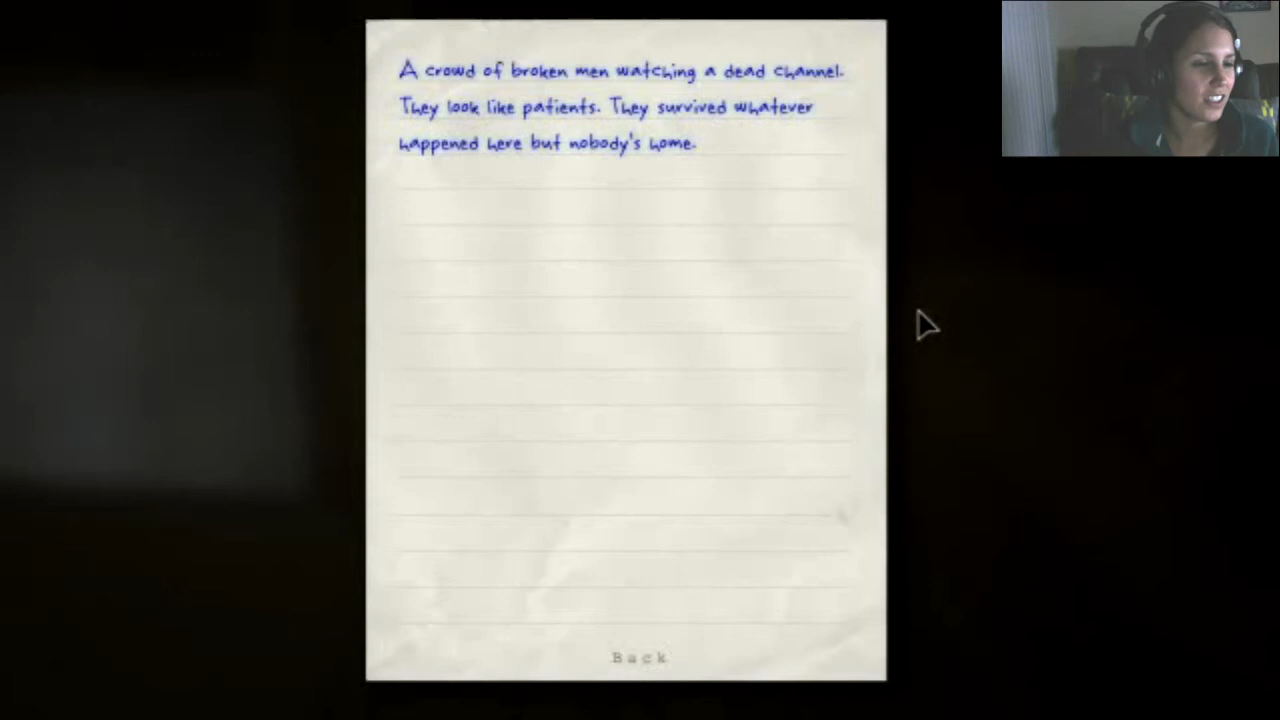 A crowd of broken men watching a dead channel.
They look like patients. They survived whatever
happened here but nobody's home.
Back